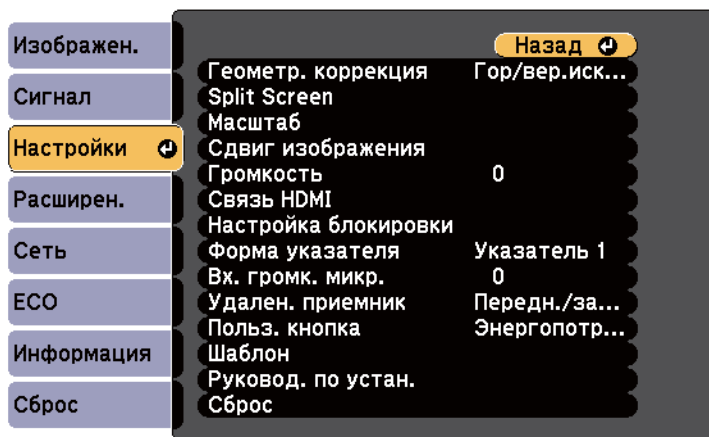 Изображен.
Сигнал
Настройки
Расширен.
Сеть
ECO
Информация
Сброс
Назад
Геометр. коррекция Гор/вер.иск...
Split Screen
Масштаб
Сдвиг изображения
Громкость 0
Связь HDMI
Настройка блокировки
Форма указателя Указатель 1
Вх. громк. микр. 0
Удален. приемник Передн./за...
Польз. кнопка Энергопотр...
Шаблон
Руковод. по устан.
Сброс